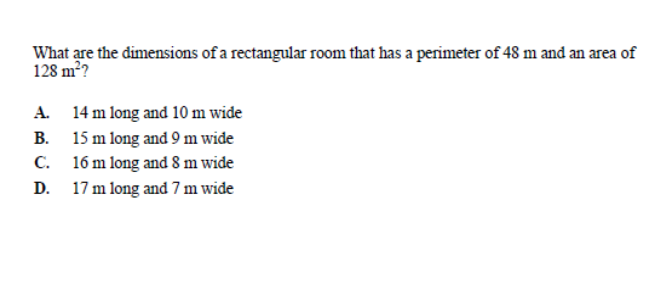 What are the dimensions of a rectangular room that has a perimeter of 48 m and an area of
128 m²?
A. 14 m long and 10 m wide
B. 15 m long and 9 m wide
C. 16 m long and 8 m wide
D. 17 m long and 7 m wide